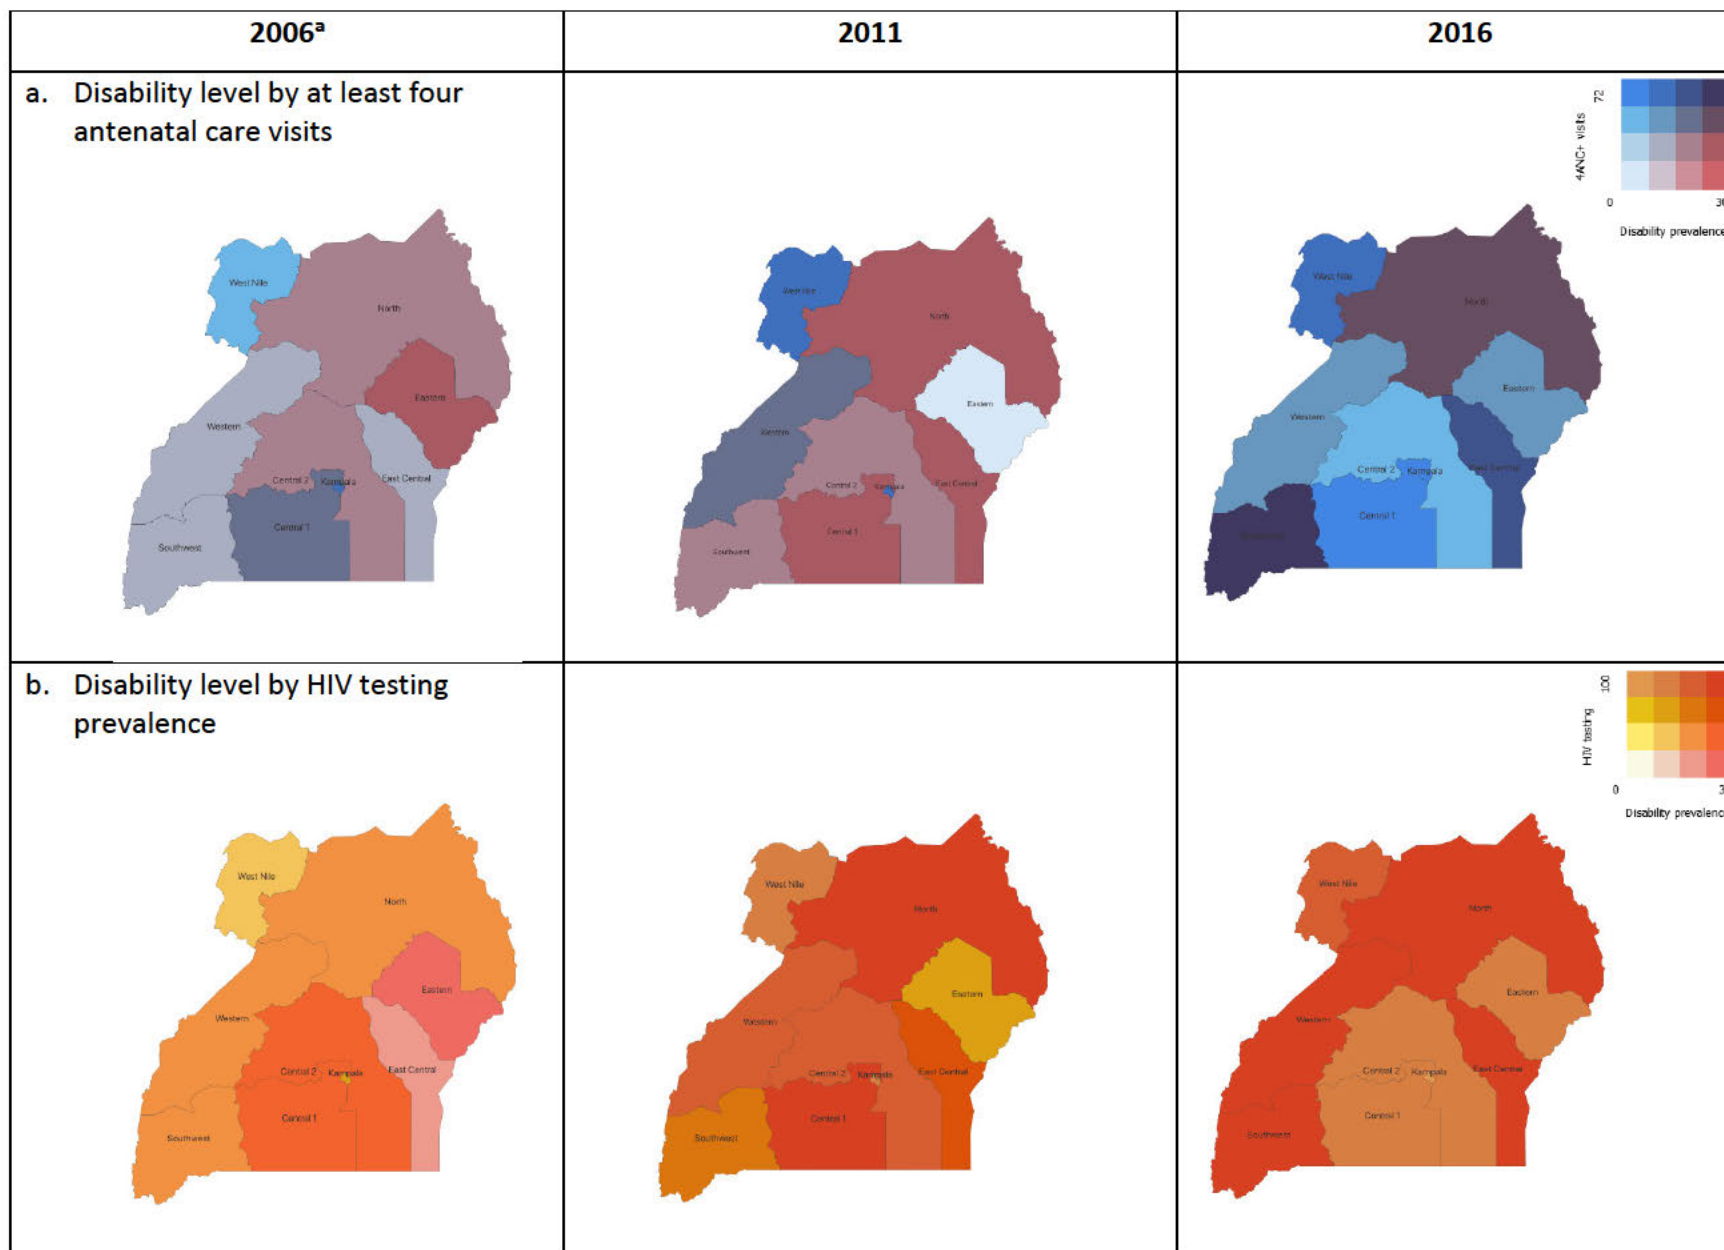 2006ᵃ
2011
2016
a. Disability level by at least four
antenatal care visits
72
4ANC+ visits
0
30
Disability prevalence
West Nile
North
Eastern
Western
Central 2
Kampala
East Central
Central 1
Southwest
West Nile
North
Eastern
Western
Central 2
Kampala
East Central
Central 1
Southwest
West Nile
North
Eastern
Western
Central 2
Kampala
East Central
Central 1
b. Disability level by HIV testing
prevalence
100
HIV testing
0
3
Disability prevalence
West Nile
North
Eastern
Western
Central 2
Kampala
East Central
Central 1
Southwest
West Nile
North
Eastern
Western
Central 2
Kampala
East Central
Central 1
Southwest
West Nile
North
Eastern
Western
Central 2
Kampala
East Central
Central 1
Southwest